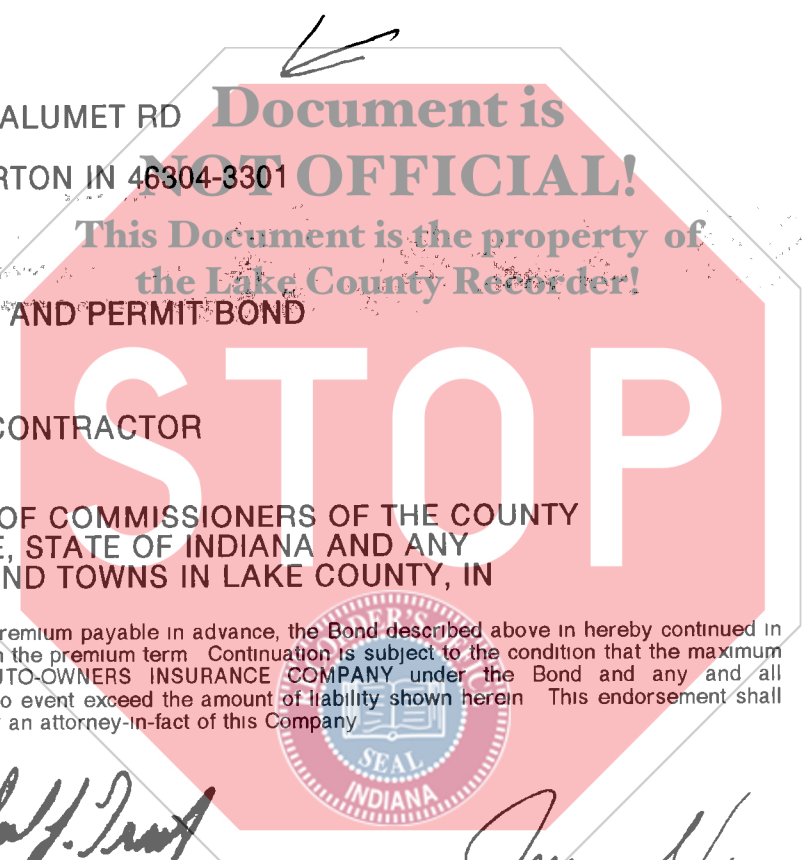 ALUMET RD
Document is
RTON IN 46304-3301
NOT OFFICIAL!
This Document is the property of
the Lake County Recorder!
AND PERMIT BOND
STOP
CONTRACTOR
OF COMMISSIONERS OF THE COUNTY
E, STATE OF INDIANA AND ANY
ND TOWNS IN LAKE COUNTY, IN
remium payable in advance, the Bond described above in hereby continued in
the premium term Continuation is subject to the condition that the maximum
UTO-OWNERS INSURANCE COMPANY under the Bond and any and all
o event exceed the amount of liability shown herein This endorsement shall
an attorney-in-fact of this Company
SEAL
INDIANA